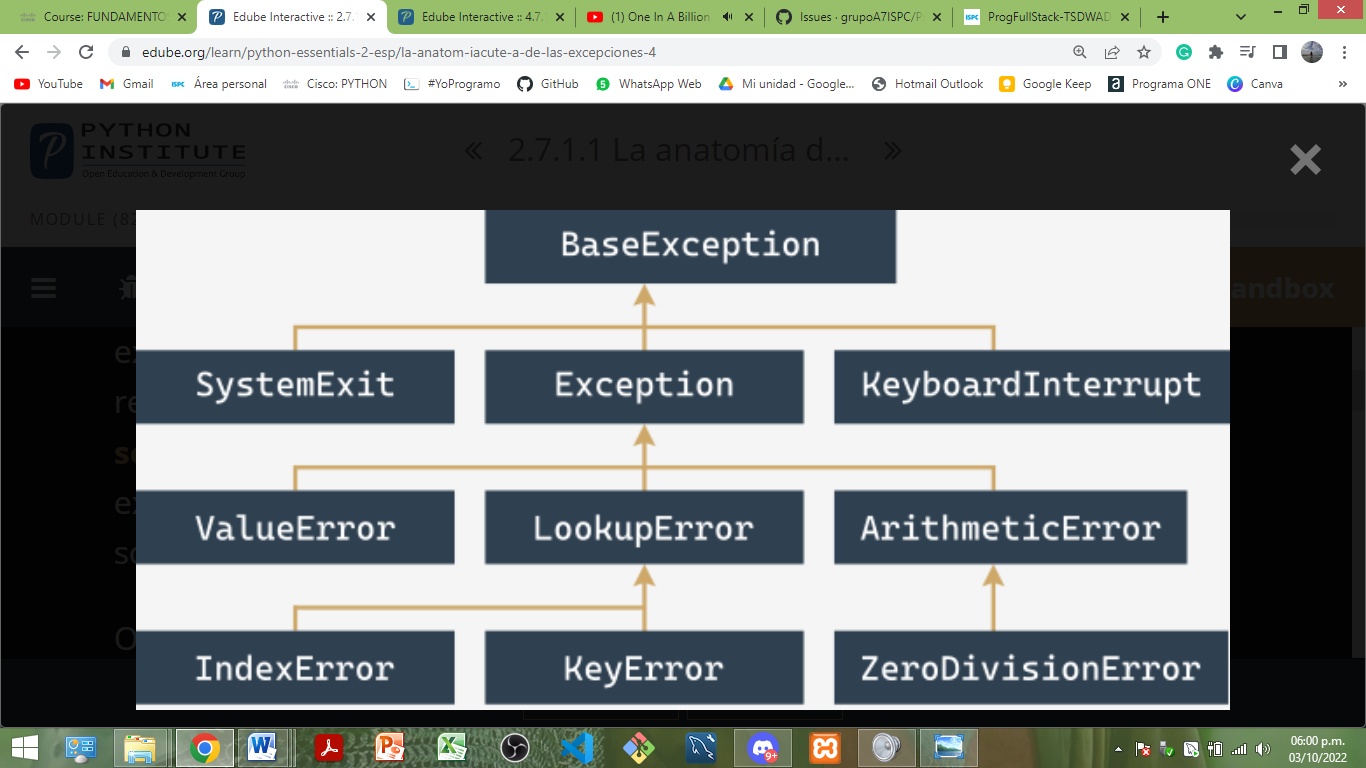 Course: FUNDAMENTO
Edube Interactive :: 2.7.
Edube Interactive :: 4.7.
(1) One In A Billion
Issues · grupoA7ISPC/P
ProgFullStack-TSDWAD
edube.org/learn/python-essentials-2-esp/la-anatom-iacute-a-de-las-excepciones-4
YouTube
Gmail
Área personal
Cisco: PYTHON
#YoProgramo
GitHub
WhatsApp Web
Mi unidad - Google...
Hotmail Outlook
Google Keep
Programa ONE
Canva
PYTHON
INSTITUTE
Open Education & Development Group
« 2.7.1.1 La anatomía d... »
MODULE (82
andbox
BaseException
SystemExit
Exception
KeyboardInterrupt
ValueError
LookupError
ArithmeticError
IndexError
KeyError
ZeroDivisionError
06:00 p.m.
03/10/2022